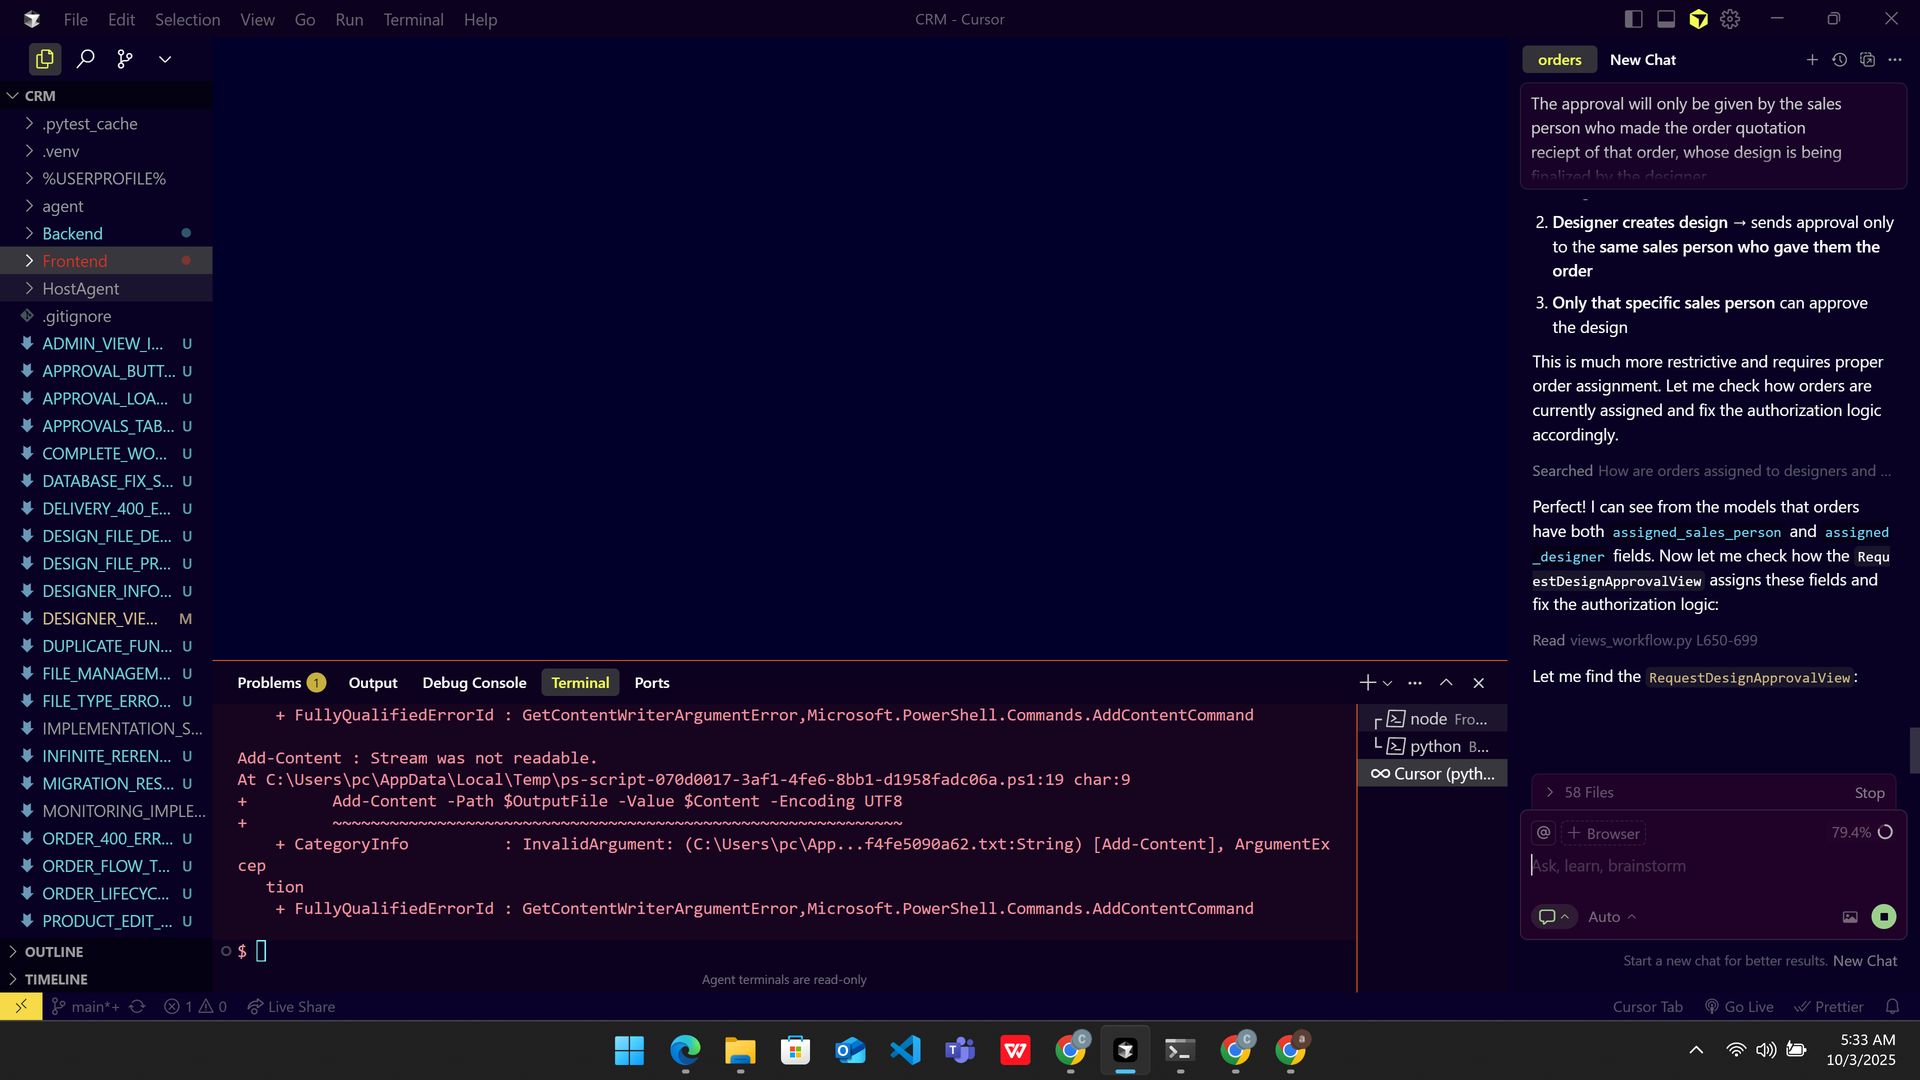 File Edit Selection View Go Run Terminal Help
CRM - Cursor
CRM
.pytest_cache
.venv
%USERPROFILE%
agent
Backend
Frontend
HostAgent
.gitignore
ADMIN_VIEW_I... U
APPROVAL_BUTT... U
APPROVAL_LOA... U
APPROVALS_TAB... U
COMPLETE_WO... U
DATABASE_FIX_S... U
DELIVERY_400_E... U
DESIGN_FILE_DE... U
DESIGN_FILE_PR... U
DESIGNER_INFO... U
DESIGNER_VIE... M
DUPLICATE_FUN... U
FILE_MANAGEM... U
FILE_TYPE_ERRO... U
IMPLEMENTATION_S...
INFINITE_REREN... U
MIGRATION_RES... U
MONITORING_IMPLE...
ORDER_400_ERR... U
ORDER_FLOW_T... U
ORDER_LIFECYC... U
PRODUCT_EDIT_... U
OUTLINE
TIMELINE
Problems 1 Output Debug Console Terminal Ports
+ FullyQualifiedErrorId : GetContentWriterArgumentError,Microsoft.PowerShell.Commands.AddContentCommand
Add-Content : Stream was not readable.
At C:\Users\pc\AppData\Local\Temp\ps-script-070d0017-3af1-4fe6-8bb1-d1958fadc06a.ps1:19 char:9
+         Add-Content -Path $OutputFile -Value $Content -Encoding UTF8
+         ~~~~~~~~~~~~~~~~~~~~~~~~~~~~~~~~~~~~~~~~~~~~~~~~~~~~~~~~~~~~
+ CategoryInfo          : InvalidArgument: (C:\Users\pc\App...f4fe5090a62.txt:String) [Add-Content], ArgumentEx
cep
tion
+ FullyQualifiedErrorId : GetContentWriterArgumentError,Microsoft.PowerShell.Commands.AddContentCommand
$
Agent terminals are read-only
node Fro...
python B...
Cursor (pyth...
orders New Chat
The approval will only be given by the sales
person who made the order quotation
reciept of that order, whose design is being
finalized by the designer
2. Designer creates design → sends approval only
to the same sales person who gave them the
order
3. Only that specific sales person can approve
the design
This is much more restrictive and requires proper
order assignment. Let me check how orders are
currently assigned and fix the authorization logic
accordingly.
Searched How are orders assigned to designers and ...
Perfect! I can see from the models that orders
have both assigned_sales_person and assigned
_designer fields. Now let me check how the Requ
estDesignApprovalView assigns these fields and
fix the authorization logic:
Read views_workflow.py L650-699
Let me find the RequestDesignApprovalView:
58 Files Stop
@ + Browser 79.4%
Ask, learn, brainstorm
Auto
Start a new chat for better results. New Chat
main*+ 1 0 Live Share
Cursor Tab Go Live Prettier
5:33 AM
10/3/2025